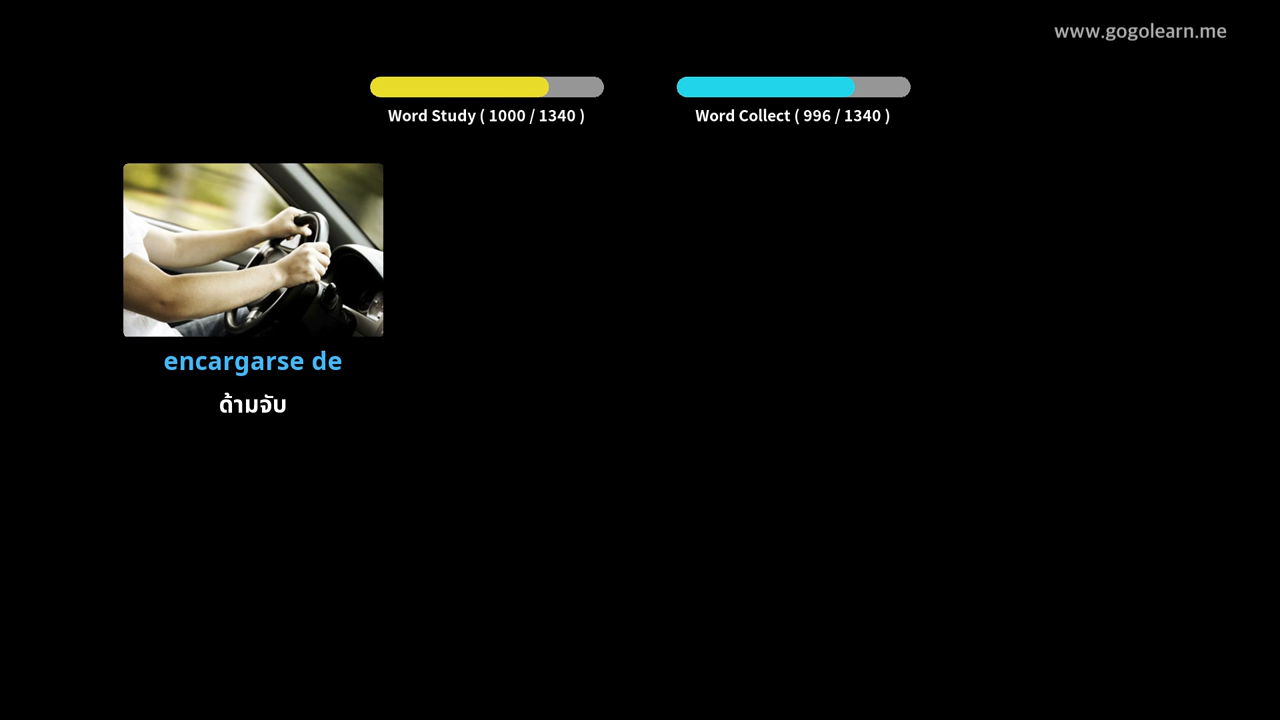 www.gogolearn.me
Word Study ( 1000 / 1340 )
Word Collect ( 996 / 1340 )
encargarse de
ด้ามจับ